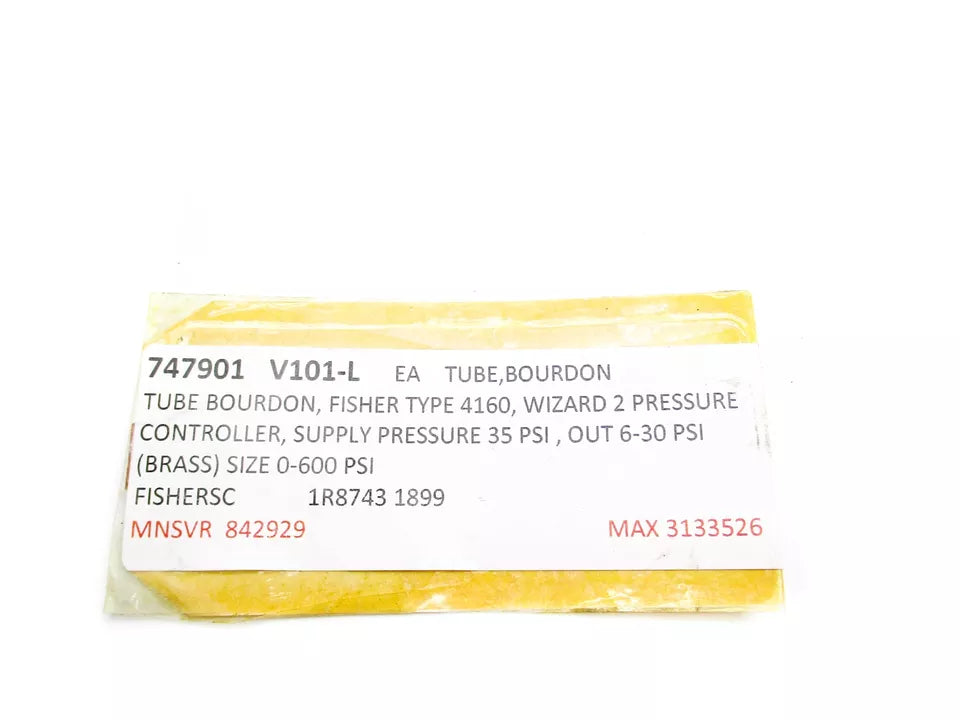 747901 V101-L EA TUBE,BOURDON
TUBE BOURDON, FISHER TYPE 4160, WIZARD 2 PRESSURE
CONTROLLER, SUPPLY PRESSURE 35 PSI , OUT 6-30 PSI
(BRASS) SIZE 0-600 PSI
FISHERSC 1R8743 1899
MNSVR 842929 MAX 3133526